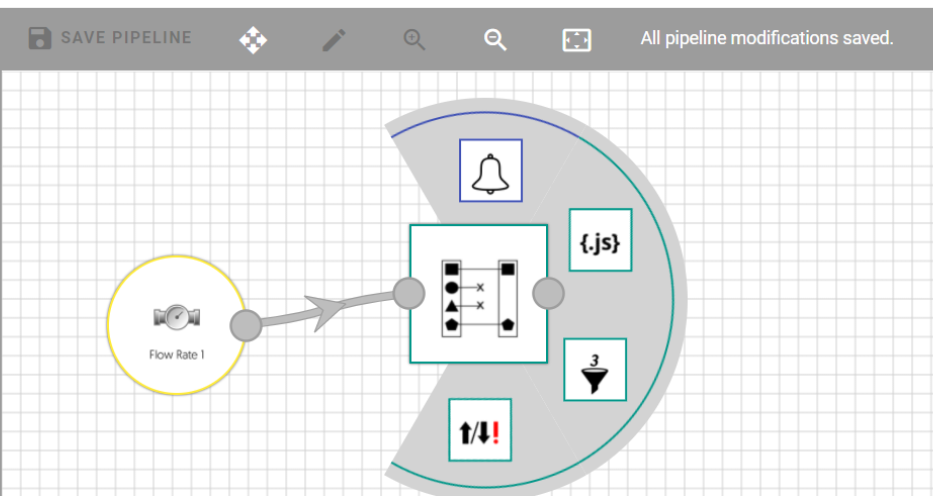 SAVE PIPELINE
All pipeline modifications saved.
{.js}
Flow Rate 1
3
!